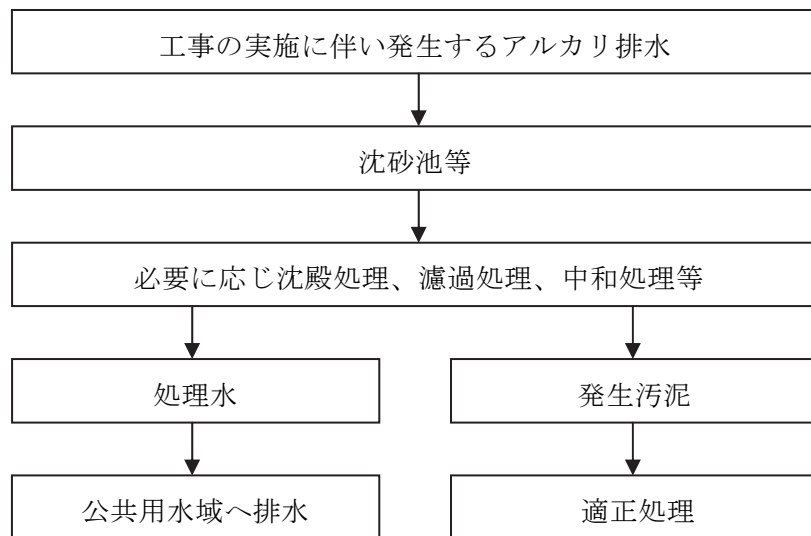 工事の実施に伴い発生するアルカリ排水
沈砂池等
必要に応じ沈殿処理、濾過処理、中和処理等
処理水
発生汚泥
公共用水域へ排水
適正処理